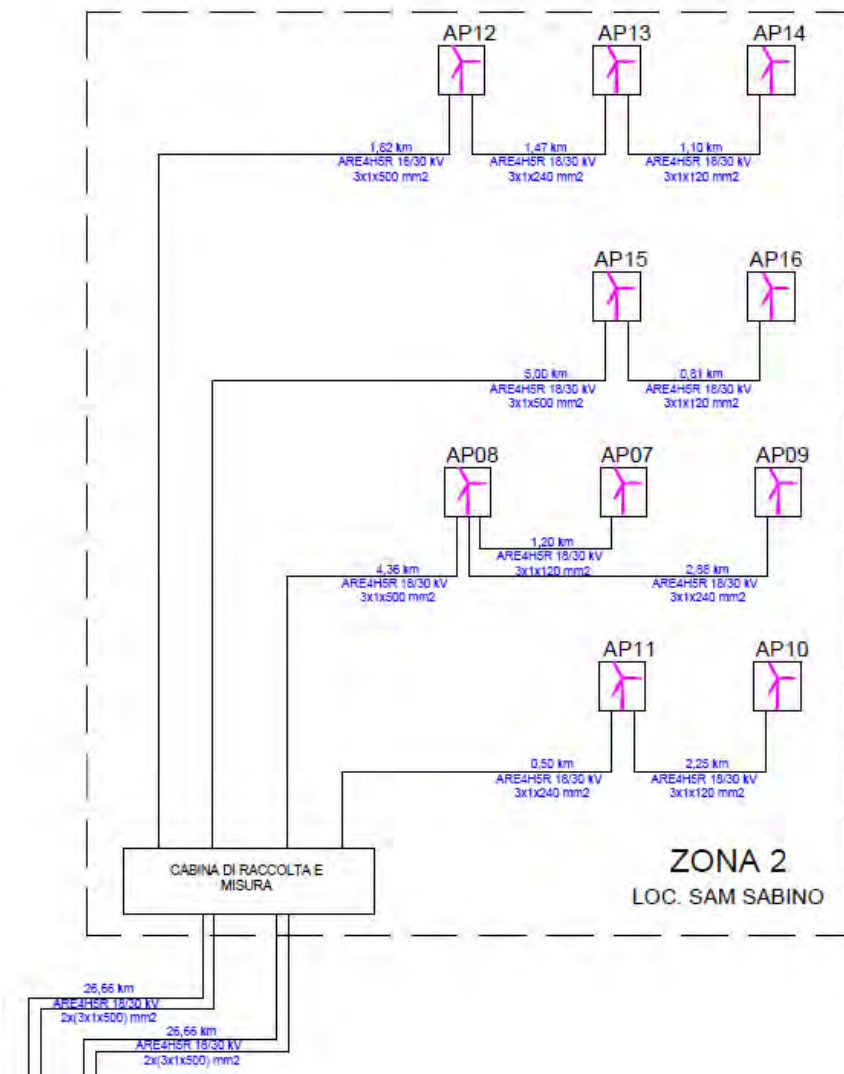 AP12 AP13 AP14
1,62 km 1,47 km 1,10 km
ARE4H5R 18/30 kV ARE4H5R 18/30 kV ARE4H5R 18/30 kV
3x1x500 mm2 3x1x240 mm2 3x1x120 mm2
AP15 AP16
5,00 km 0,81 km
ARE4H5R 18/30 kV ARE4H5R 18/30 kV
3x1x500 mm2 3x1x120 mm2
AP08 AP07 AP09
1,20 km
ARE4H5R 18/30 kV
3x1x120 mm2
4,36 km km
ARE4H5R 18/30 kV ARE4H5R 18/30 kV
3x1x500 mm2 3x1x240 mm2
AP11 AP10
0,50 km 2,25 km
ARE4H5R 18/30 kV ARE4H5R 18/30 kV
3x1x240 mm2 3x1x120 mm2
CABINA DI RACCOLTA E
MISURA
ZONA 2
LOC. SAM SABINO
26,66 km
ARE4H5R 18/30 kV
2x(3x1x500) mm2
26,66 km
ARE4H5R 18/30 kV
2x(3x1x500) mm2